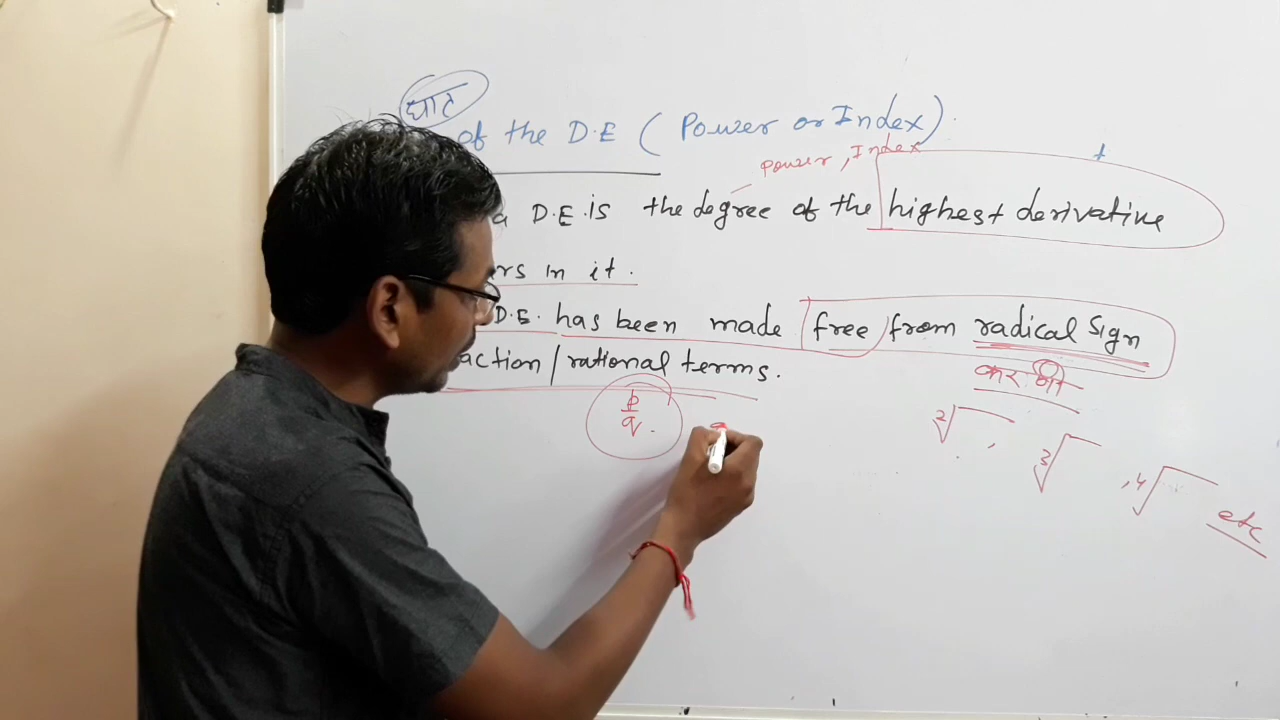 घात
of the D.E ( Power or Index).
Power, Index
a D.E. is the degree of the highest derivative
rs in it.
D.E. has been made free from radical sign
action / rational terms.
p/q.
2√ , 3√ , 4√ etc